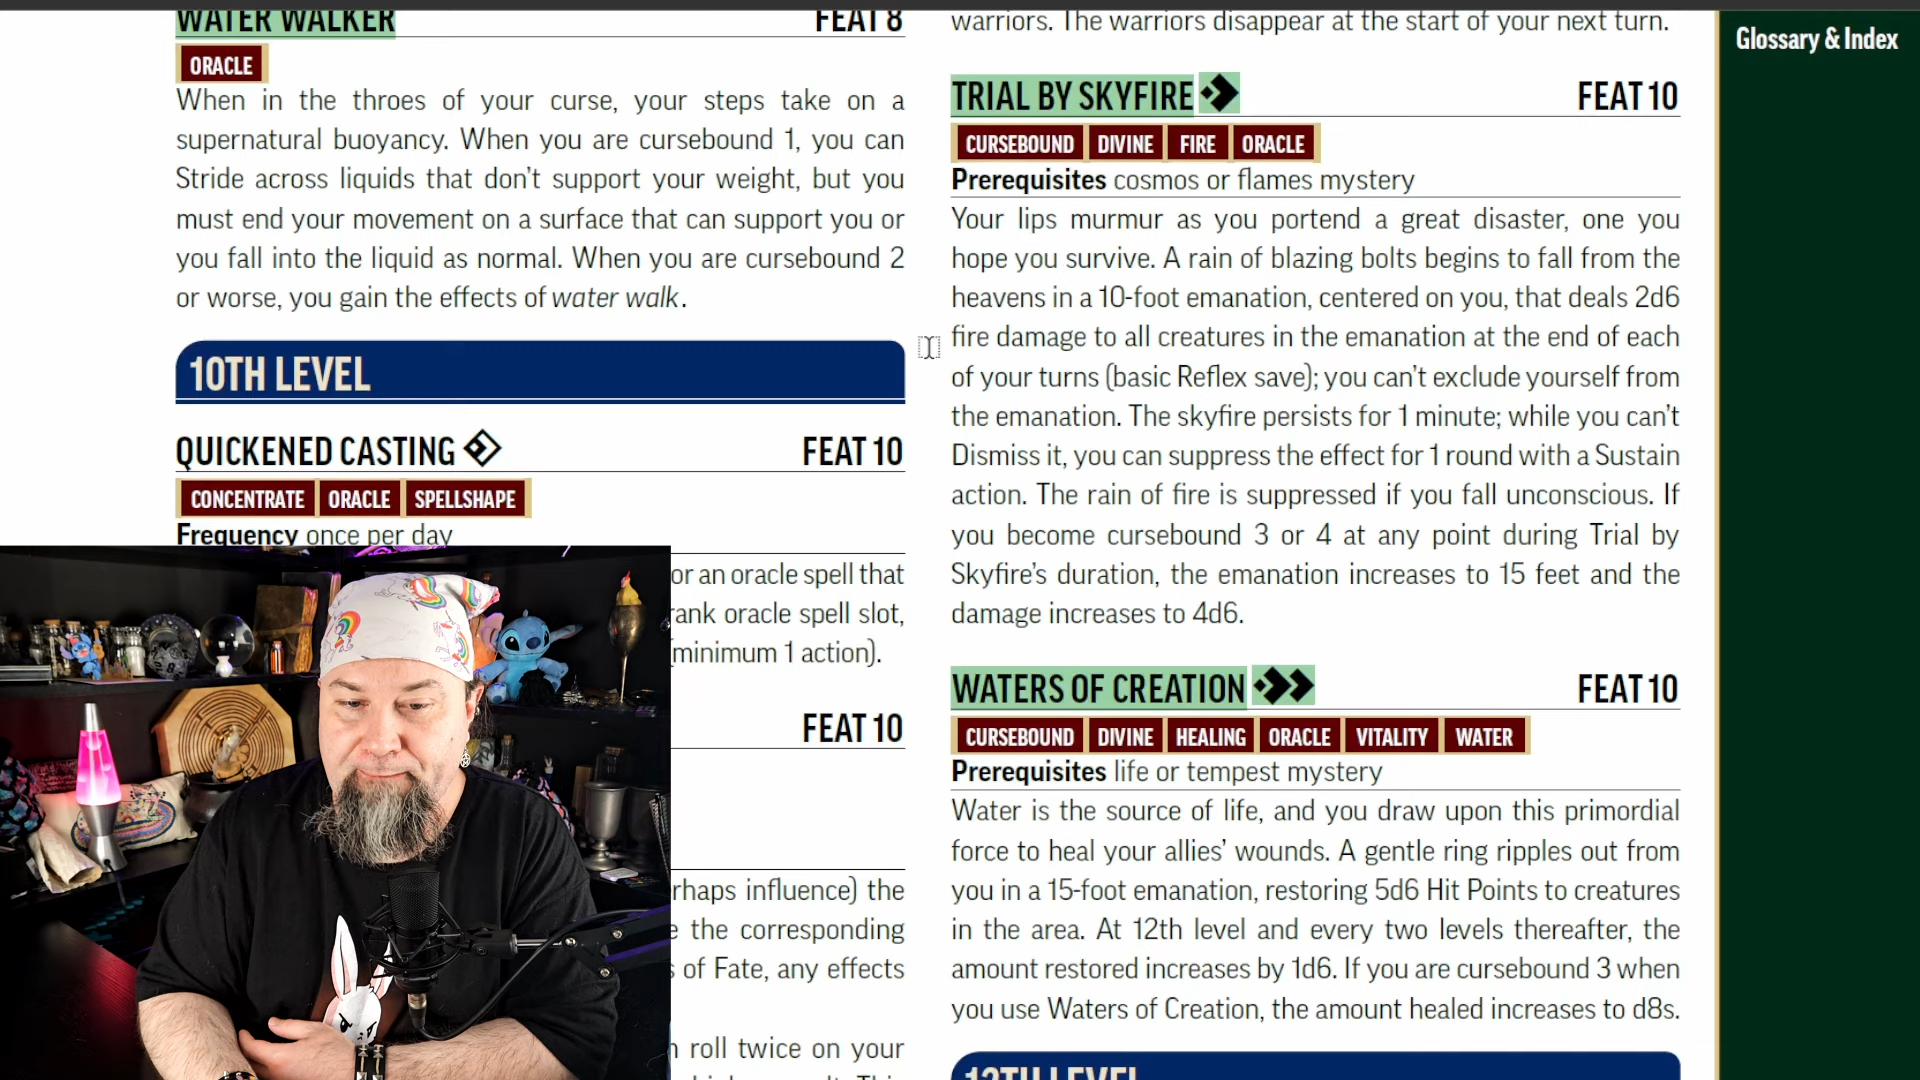 WATER WALKER FEAT 8
ORACLE
When in the throes of your curse, your steps take on a
supernatural buoyancy. When you are cursebound 1, you can
Stride across liquids that don't support your weight, but you
must end your movement on a surface that can support you or
you fall into the liquid as normal. When you are cursebound 2
or worse, you gain the effects of water walk.
10TH LEVEL
QUICKENED CASTING FEAT 10
CONCENTRATE ORACLE SPELLSHAPE
Frequency once per day
or an oracle spell that
rank oracle spell slot,
(minimum 1 action).
FEAT 10
rhaps influence) the
e the corresponding
s of Fate, any effects
n roll twice on your
warriors. The warriors disappear at the start of your next turn.
TRIAL BY SKYFIRE FEAT 10
CURSEBOUND DIVINE FIRE ORACLE
Prerequisites cosmos or flames mystery
Your lips murmur as you portend a great disaster, one you
hope you survive. A rain of blazing bolts begins to fall from the
heavens in a 10-foot emanation, centered on you, that deals 2d6
fire damage to all creatures in the emanation at the end of each
of your turns (basic Reflex save); you can't exclude yourself from
the emanation. The skyfire persists for 1 minute; while you can't
Dismiss it, you can suppress the effect for 1 round with a Sustain
action. The rain of fire is suppressed if you fall unconscious. If
you become cursebound 3 or 4 at any point during Trial by
Skyfire's duration, the emanation increases to 15 feet and the
damage increases to 4d6.
WATERS OF CREATION FEAT 10
CURSEBOUND DIVINE HEALING ORACLE VITALITY WATER
Prerequisites life or tempest mystery
Water is the source of life, and you draw upon this primordial
force to heal your allies' wounds. A gentle ring ripples out from
you in a 15-foot emanation, restoring 5d6 Hit Points to creatures
in the area. At 12th level and every two levels thereafter, the
amount restored increases by 1d6. If you are cursebound 3 when
you use Waters of Creation, the amount healed increases to d8s.
12TH LEVEL
Glossary & Index